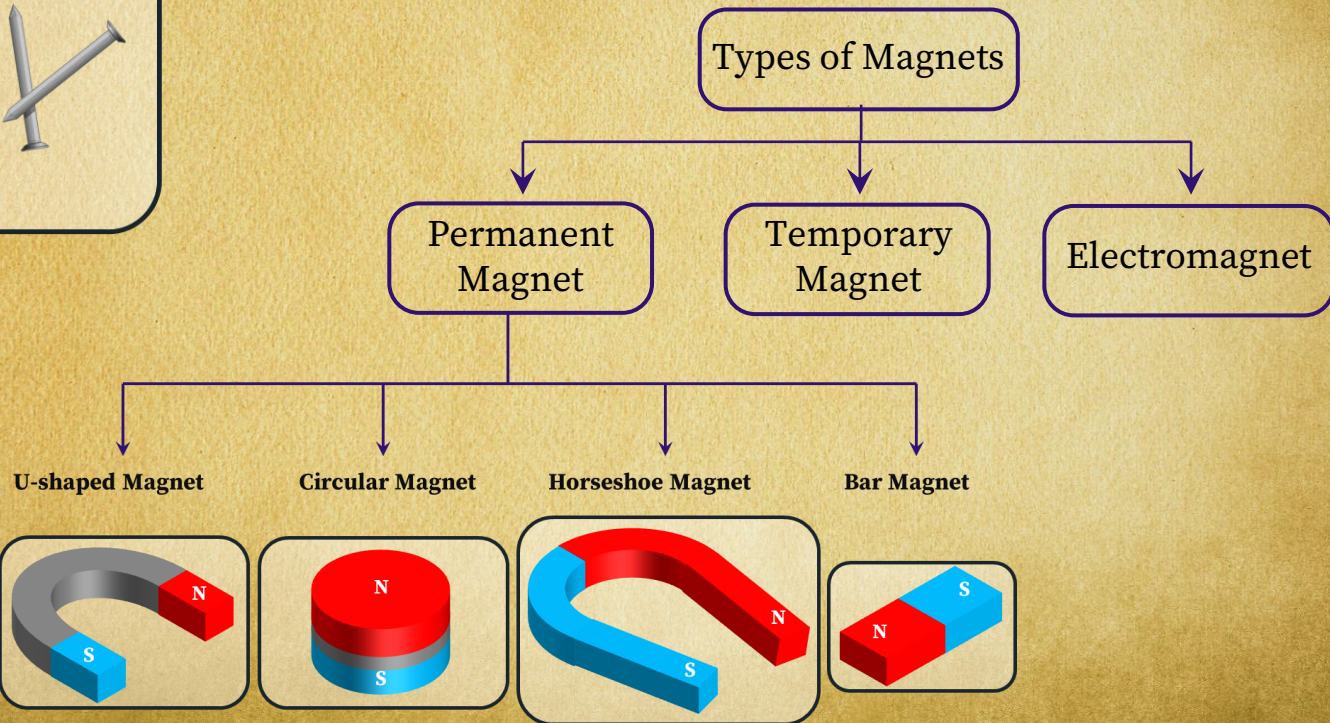 Types of Magnets
Permanent
Magnet
Temporary
Magnet
Electromagnet
U-shaped Magnet
Circular Magnet
Horseshoe Magnet
Bar Magnet
N
S
N
S
N
S
N
S